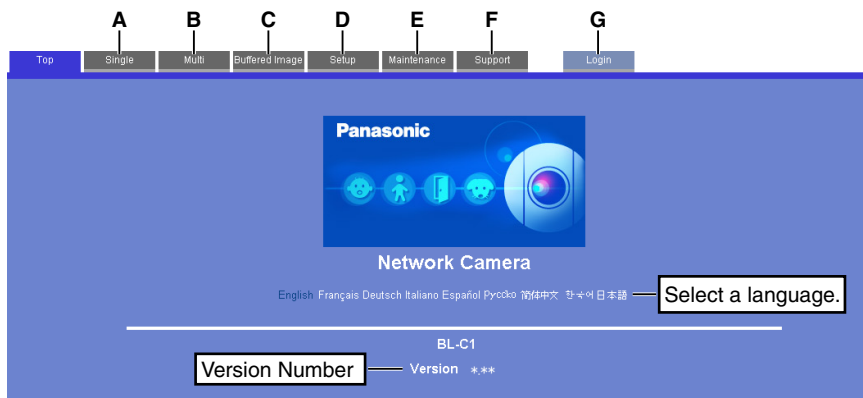 A B C D E F G
Top Single Multi Buffered Image Setup Maintenance Support Login
Panasonic
Network Camera
English Français Deutsch Italiano Español Русско 简体中文 한국어 日本語
Select a language.
BL-C1
Version Number
Version *.**